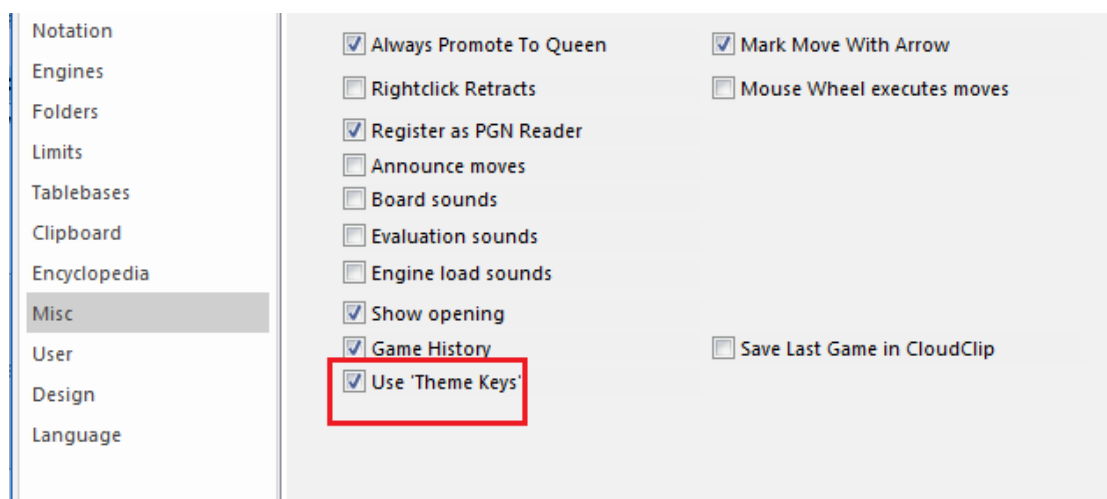 Notation
Engines
Folders
Limits
Tablebases
Clipboard
Encyclopedia
Misc
User
Design
Language
Always Promote To Queen
Mark Move With Arrow
Rightclick Retracts
Mouse Wheel executes moves
Register as PGN Reader
Announce moves
Board sounds
Evaluation sounds
Engine load sounds
Show opening
Game History
Save Last Game in CloudClip
Use 'Theme Keys'